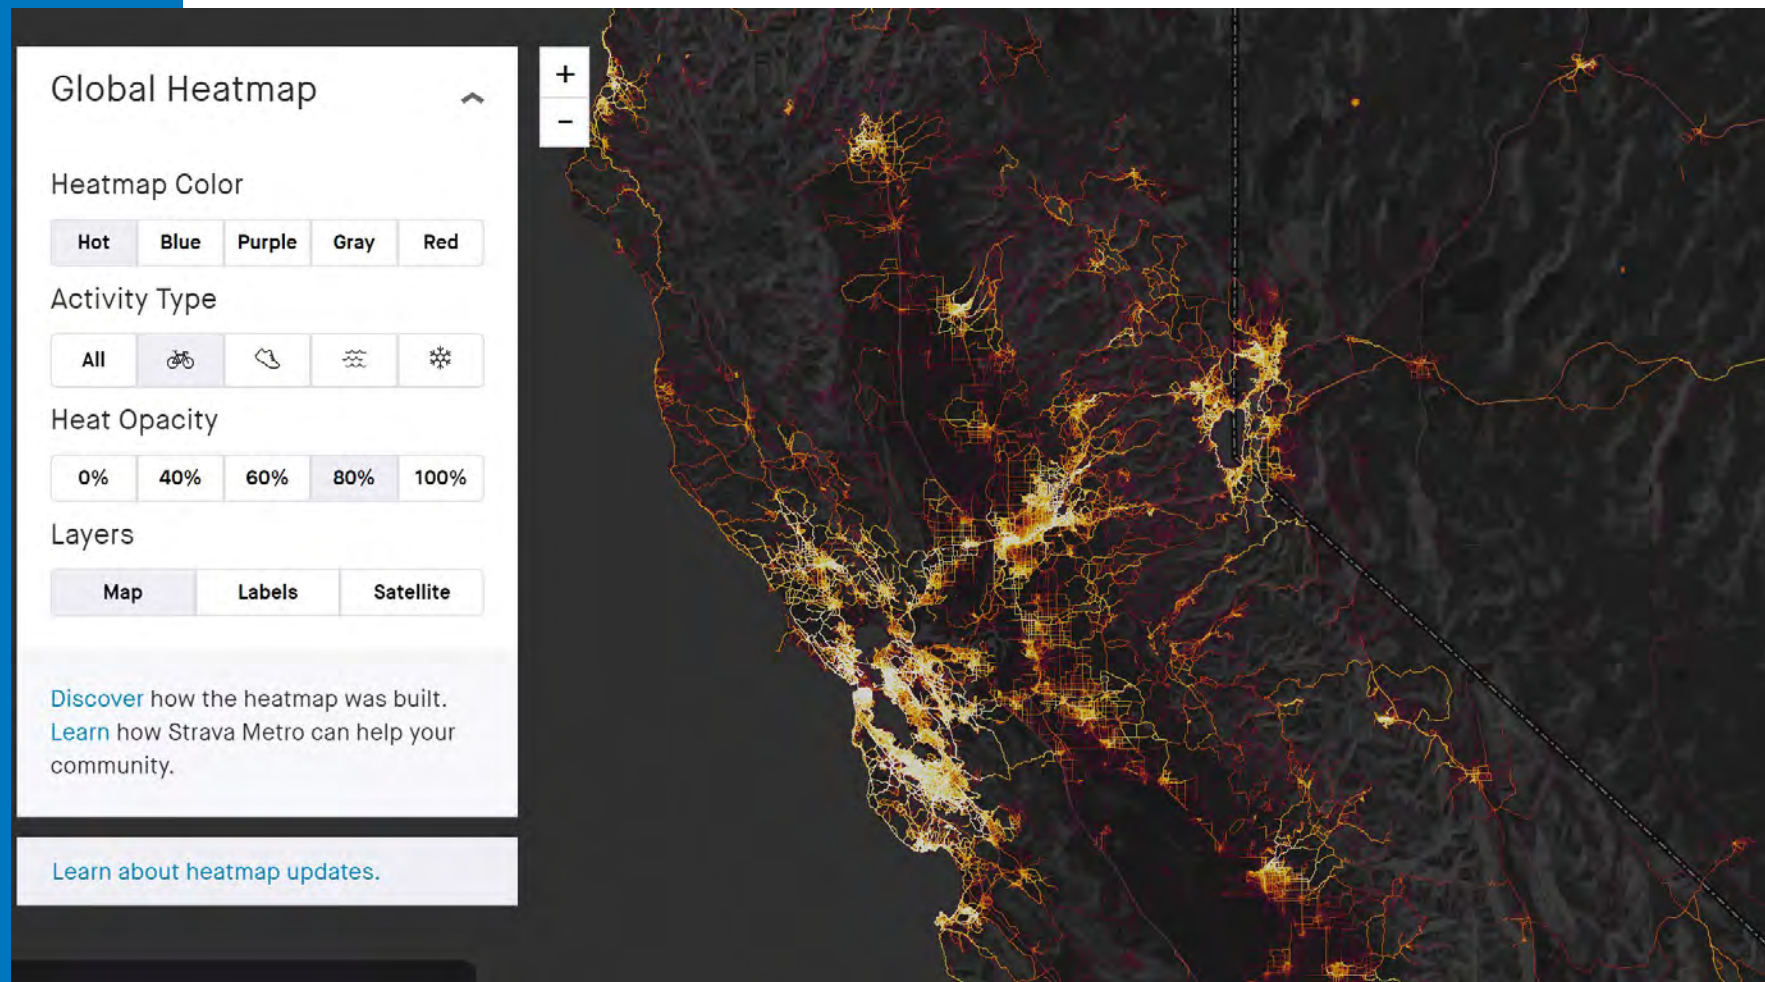 Global Heatmap
+
−
Heatmap Color
Hot Blue Purple Gray Red
Activity Type
All
Heat Opacity
0% 40% 60% 80% 100%
Layers
Map Labels Satellite
Discover how the heatmap was built.
Learn how Strava Metro can help your
community.
Learn about heatmap updates.